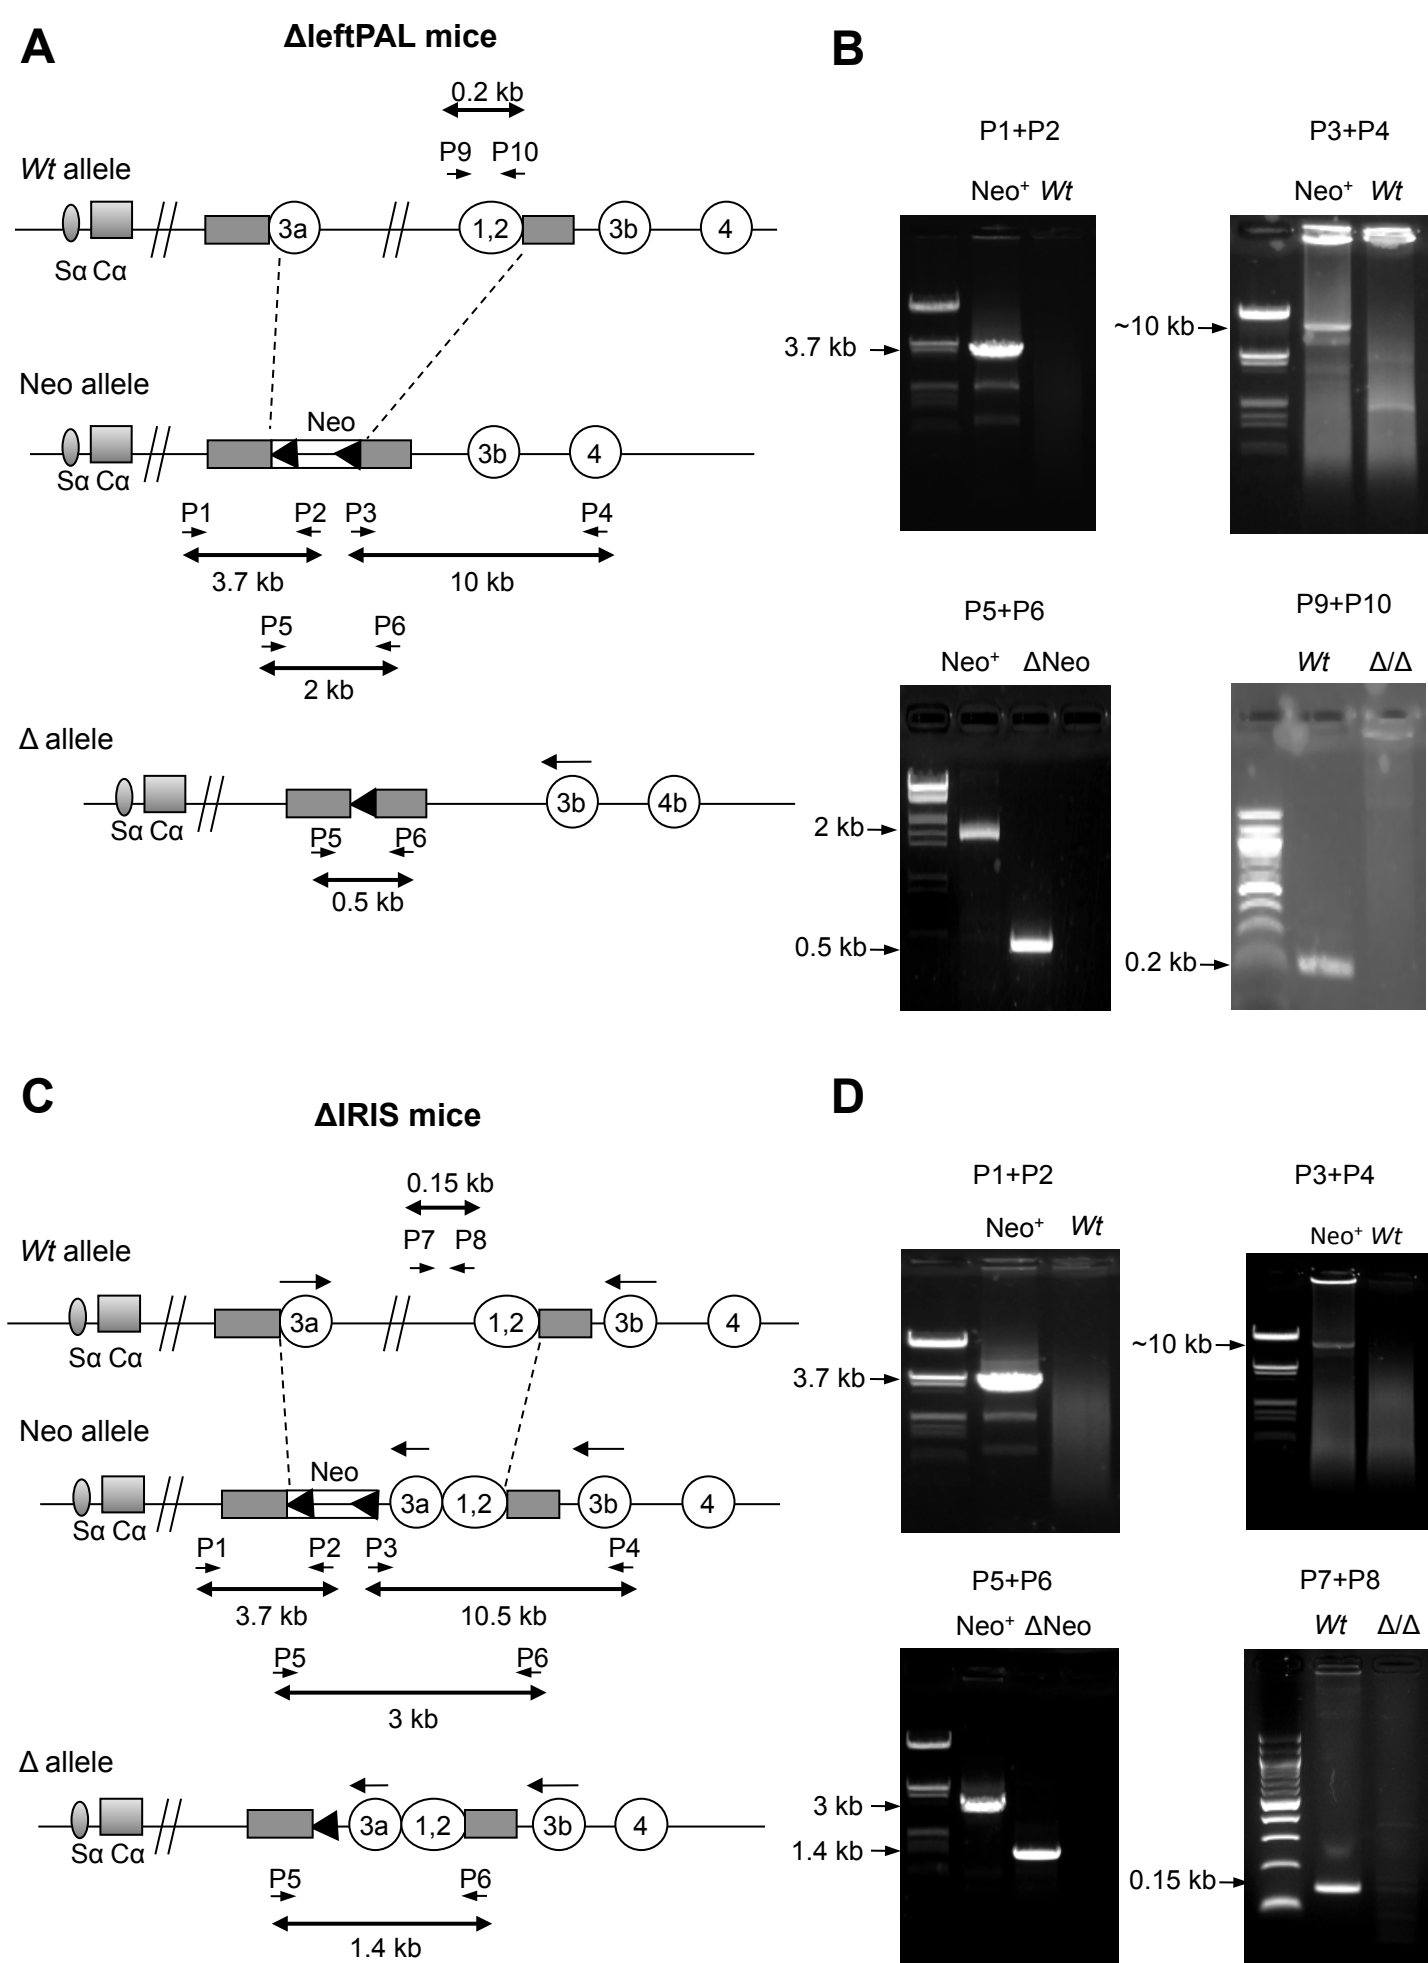 A
ΔleftPAL mice
0.2 kb
P9 P10
Wt allele
3a 1,2 3b 4
Sα Cα
Neo allele
Neo
3b 4
Sα Cα
P1 P2 P3 P4
3.7 kb 10 kb
P5 P6
2 kb
Δ allele
3b 4b
Sα Cα
P5 P6
0.5 kb
B
P1+P2
Neo⁺ Wt
3.7 kb
P3+P4
Neo⁺ Wt
~10 kb
P5+P6
Neo⁺ ΔNeo
2 kb
0.5 kb
P9+P10
Wt Δ/Δ
0.2 kb
C
ΔIRIS mice
0.15 kb
P7 P8
Wt allele
3a 1,2 3b 4
Sα Cα
Neo allele
Neo
3a 1,2 3b 4
Sα Cα
P1 P2 P3 P4
3.7 kb 10.5 kb
P5 P6
3 kb
Δ allele
3a 1,2 3b 4
Sα Cα
P5 P6
1.4 kb
D
P1+P2
Neo⁺ Wt
3.7 kb
P3+P4
Neo⁺ Wt
~10 kb
P5+P6
Neo⁺ ΔNeo
3 kb
1.4 kb
P7+P8
Wt Δ/Δ
0.15 kb